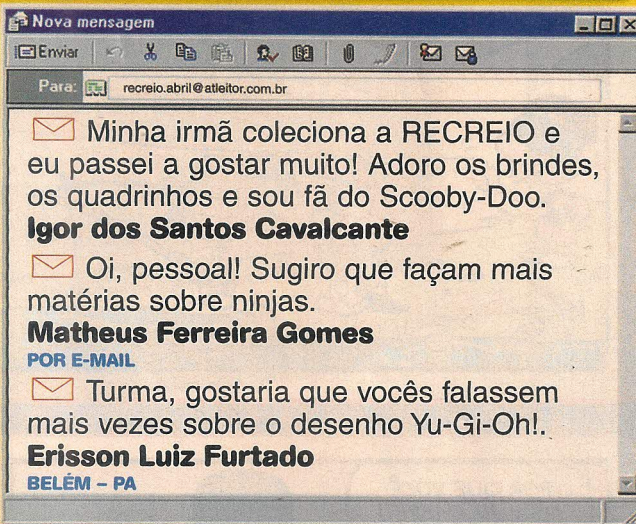 Nova mensagem
Enviar
Para: recreio.abril@atleitor.com.br
Minha irmã coleciona a RECREIO e
eu passei a gostar muito! Adoro os brindes,
os quadrinhos e sou fã do Scooby-Doo.
Igor dos Santos Cavalcante
Oi, pessoal! Sugiro que façam mais
matérias sobre ninjas.
Matheus Ferreira Gomes
POR E-MAIL
Turma, gostaria que vocês falassem
mais vezes sobre o desenho Yu-Gi-Oh!.
Erisson Luiz Furtado
BELÉM – PA